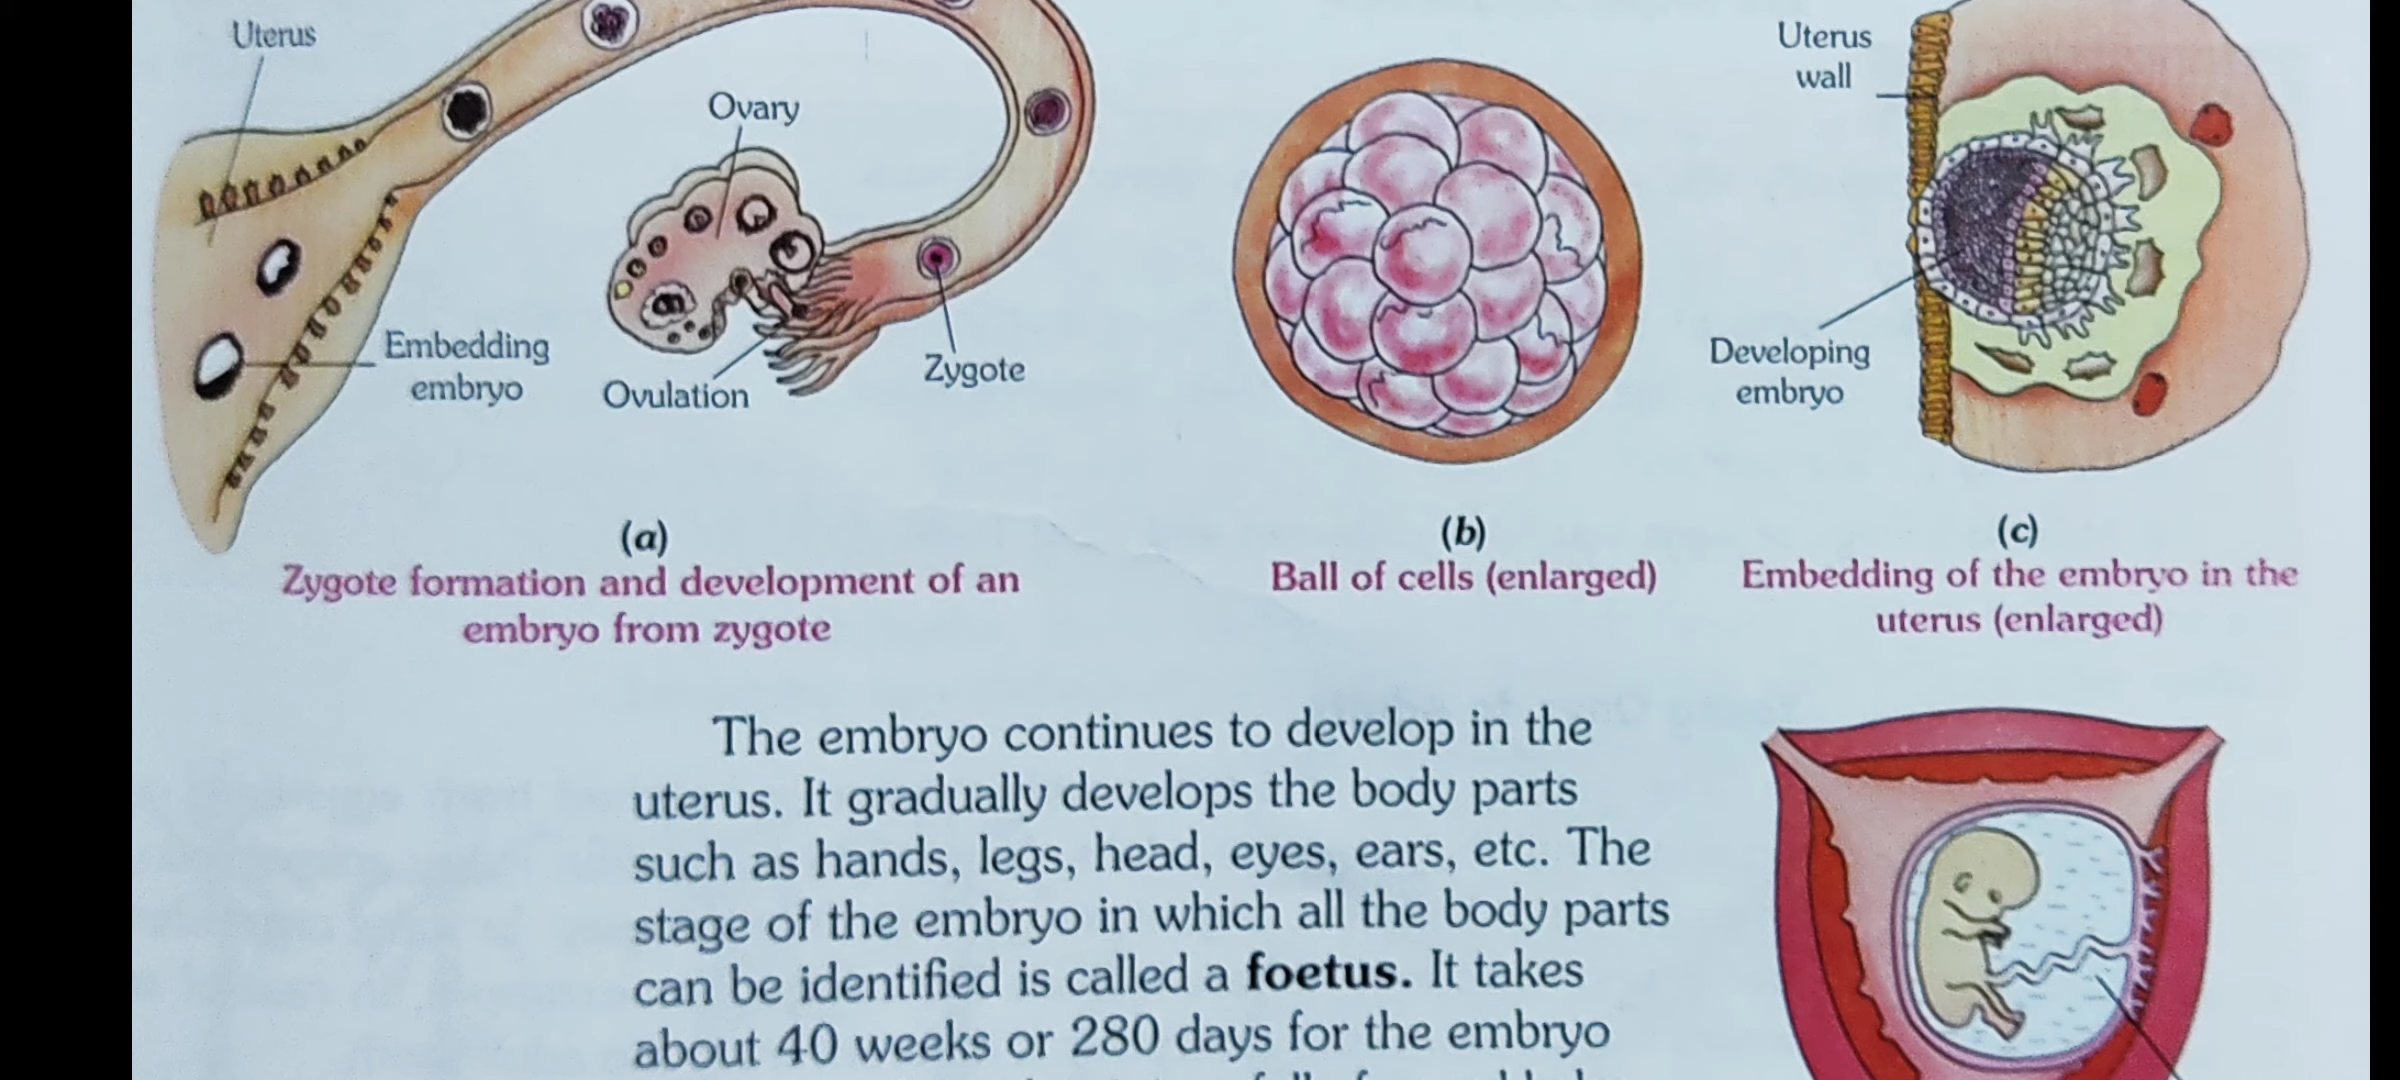 Uterus
Ovary
Embedding
embryo
Ovulation
Zygote
Uterus
wall
Developing
embryo
(a)
Zygote formation and development of an
embryo from zygote
(b)
Ball of cells (enlarged)
(c)
Embedding of the embryo in the
uterus (enlarged)
The embryo continues to develop in the
uterus. It gradually develops the body parts
such as hands, legs, head, eyes, ears, etc. The
stage of the embryo in which all the body parts
can be identified is called a foetus. It takes
about 40 weeks or 280 days for the embryo